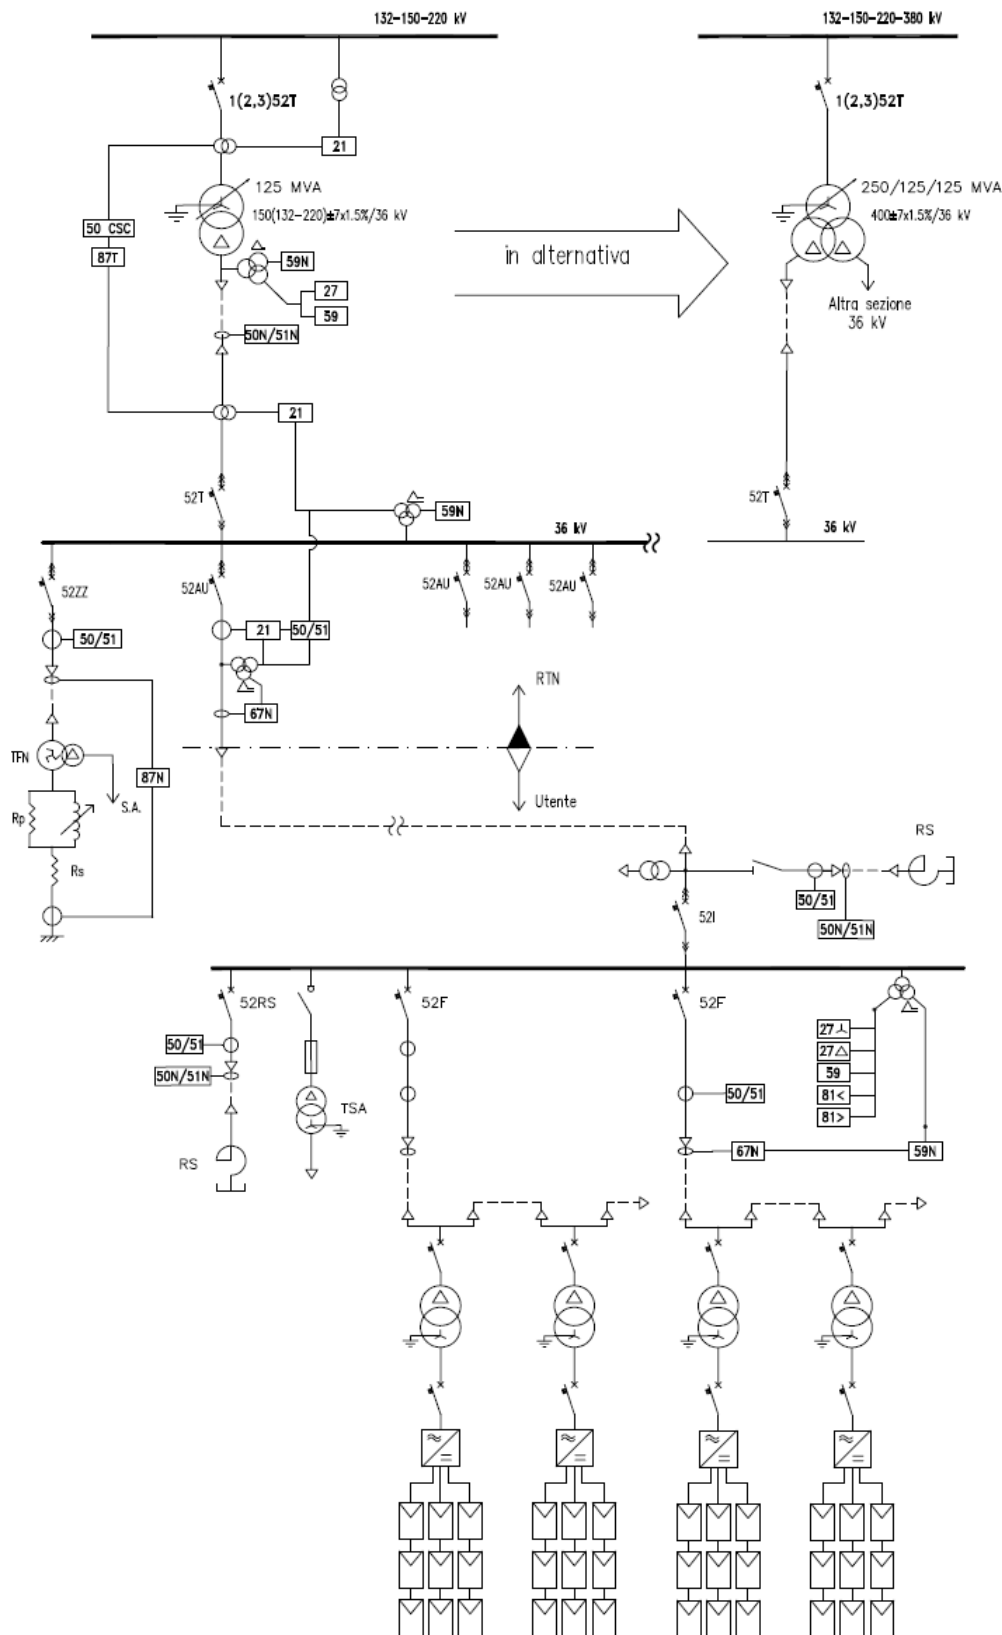 132-150-220 kV
132-150-220-380 kV
1(2,3)52T
1(2,3)52T
21
125 MVA
150(132-220)±7x1.5%/36 kV
250/125/125 MVA
400±7x1.5%/36 kV
50 CSC
87T
59N
27
59
in alternativa
Altra sezione
36 kV
50N/51N
21
52T
59N
52T
36 kV
36 kV
52ZZ
52AU
52AU
52AU
52AU
50/51
21
50/51
67N
RTN
Utente
TFN
87N
S.A.
Rp
Rs
RS
50/51
50N/51N
52I
52RS
52F
52F
50/51
50N/51N
TSA
RS
27
27
59
81<
81>
50/51
67N
59N